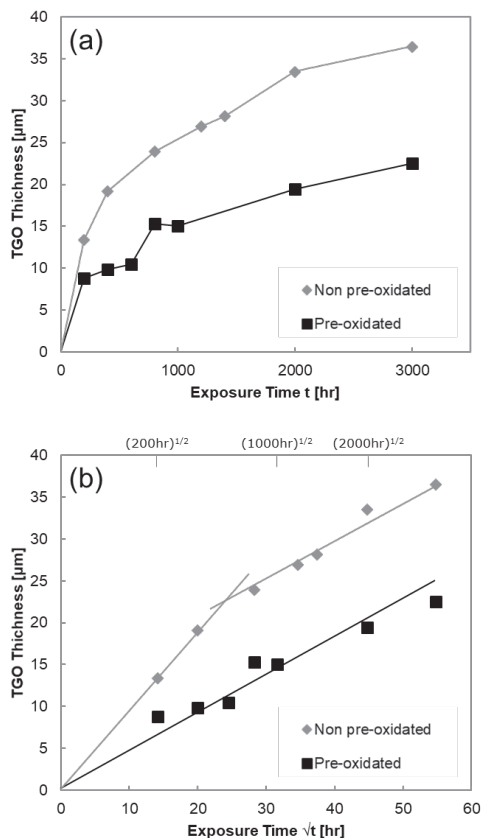 (a)
40
35
30
25
20
15
10
5
0
TGO Thichness [µm]
Non pre-oxidated
Pre-oxidated
0 1000 2000 3000
Exposure Time t [hr]
(200hr)1/2 (1000hr)1/2 (2000hr)1/2
(b)
40
35
30
25
20
15
10
5
0
TGO Thichness [µm]
Non pre-oxidated
Pre-oxidated
0 10 20 30 40 50 60
Exposure Time √t [hr]